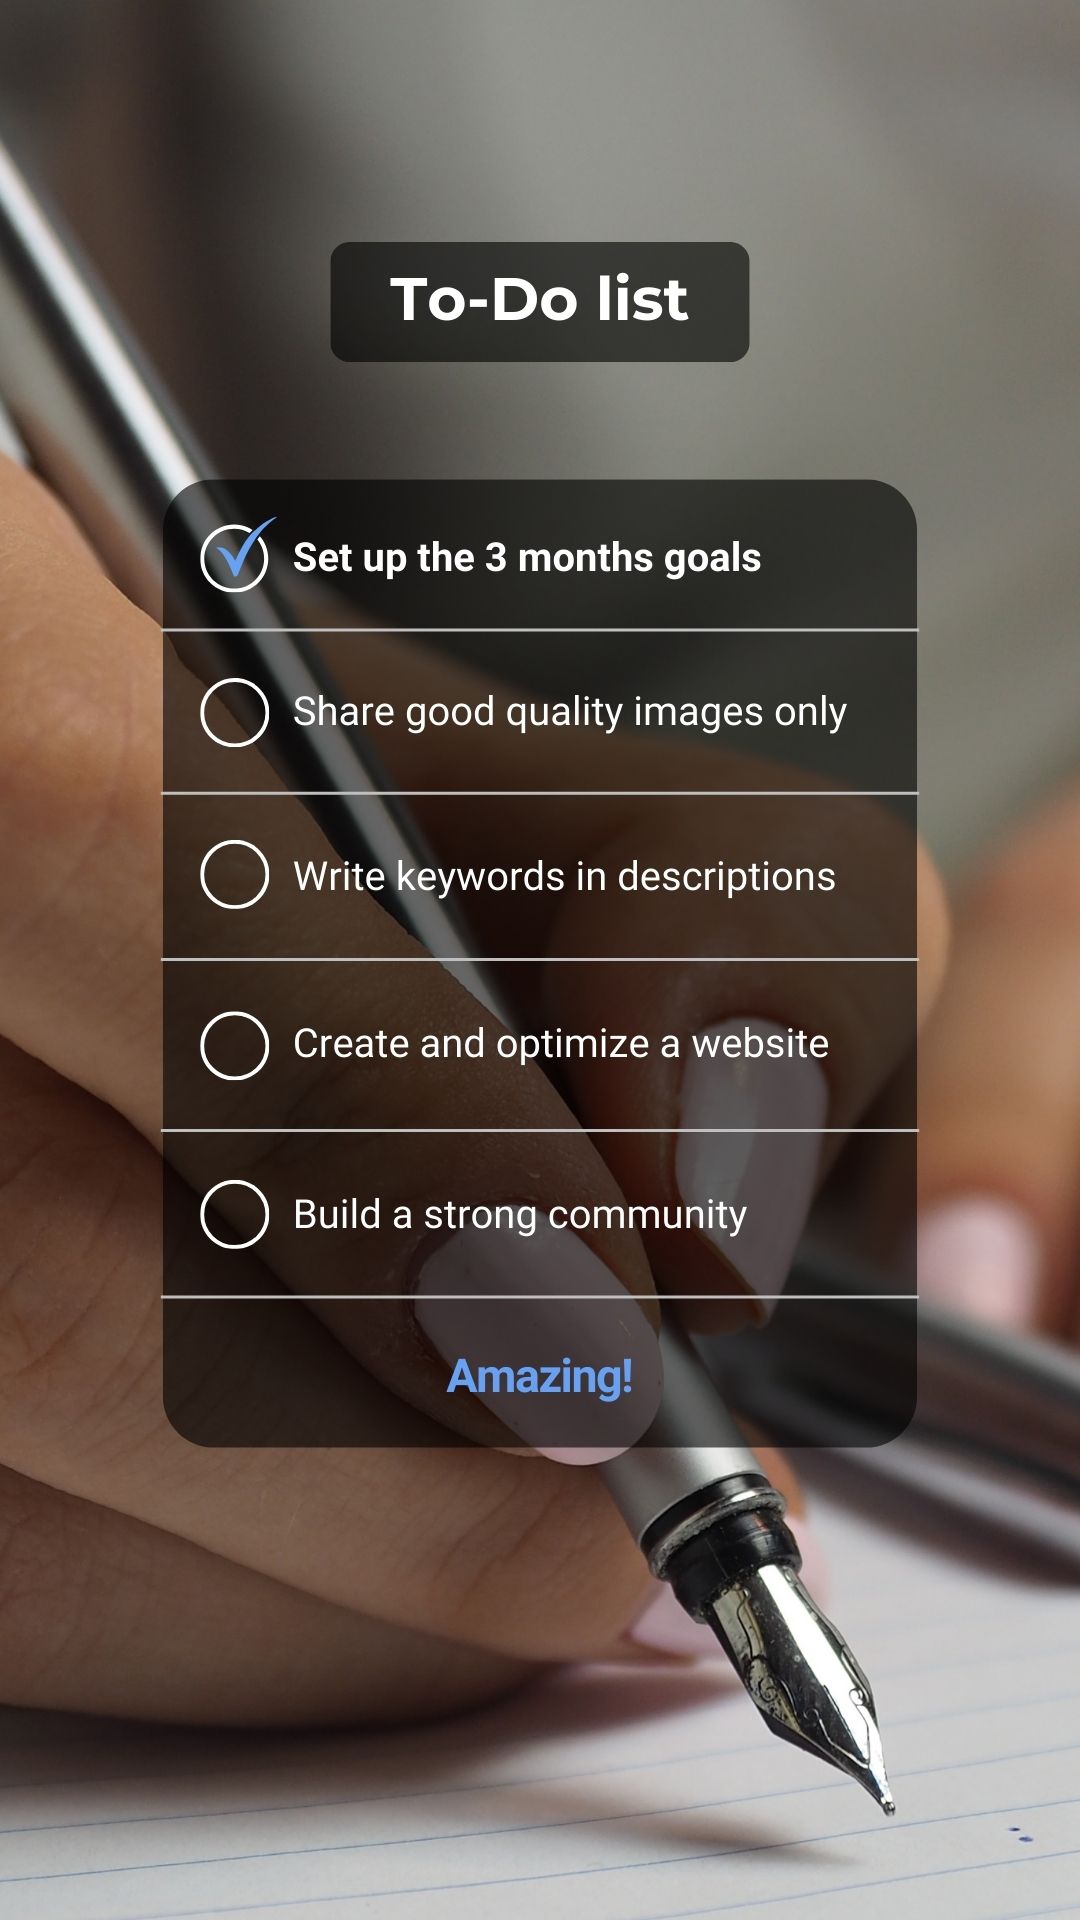 To-Do list
Set up the 3 months goals
Share good quality images only
Write keywords in descriptions
Create and optimize a website
Build a strong community
Amazing!